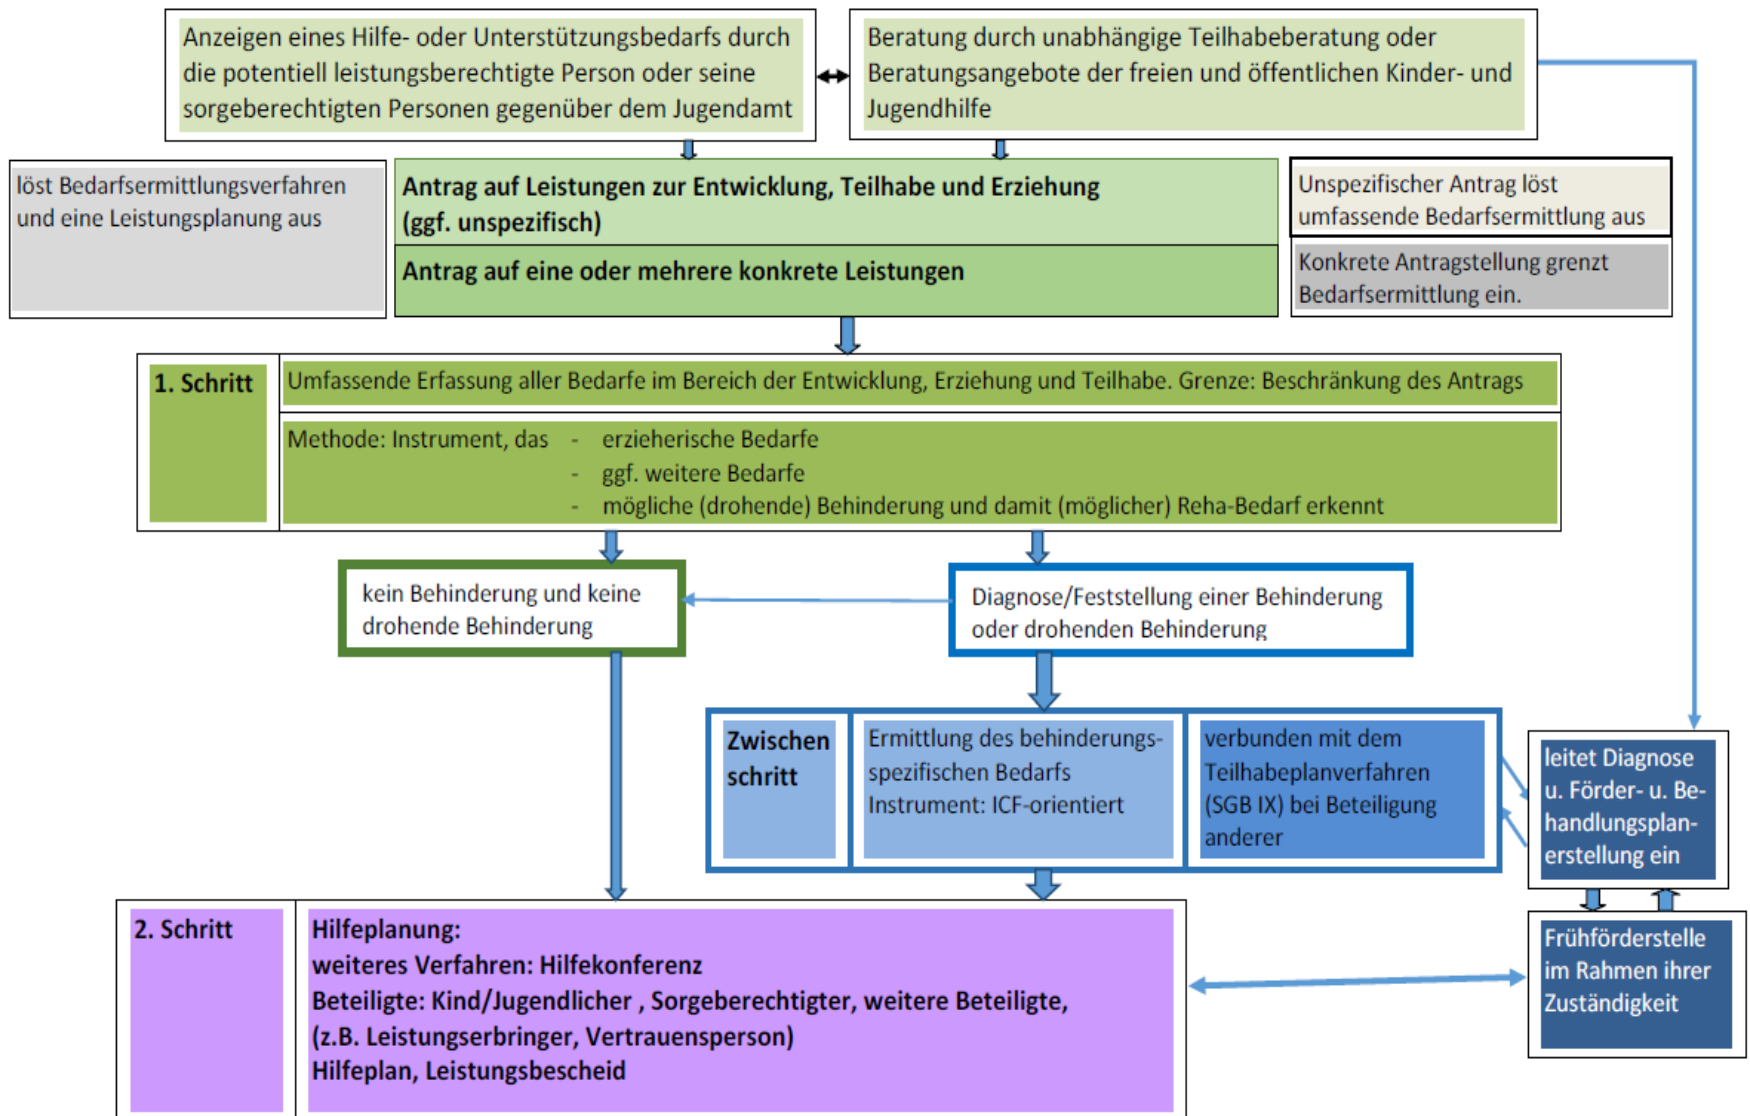 Anzeigen eines Hilfe- oder Unterstützungsbedarfs durch
die potentiell leistungsberechtigte Person oder seine
sorgeberechtigten Personen gegenüber dem Jugendamt
Beratung durch unabhängige Teilhabeberatung oder
Beratungsangebote der freien und öffentlichen Kinder- und
Jugendhilfe
löst Bedarfsermittlungsverfahren
und eine Leistungsplanung aus
Antrag auf Leistungen zur Entwicklung, Teilhabe und Erziehung
(ggf. unspezifisch)
Antrag auf eine oder mehrere konkrete Leistungen
Unspezifischer Antrag löst
umfassende Bedarfsermittlung aus
Konkrete Antragstellung grenzt
Bedarfsermittlung ein.
1. Schritt
Umfassende Erfassung aller Bedarfe im Bereich der Entwicklung, Erziehung und Teilhabe. Grenze: Beschränkung des Antrags
Methode: Instrument, das - erzieherische Bedarfe
- ggf. weitere Bedarfe
- mögliche (drohende) Behinderung und damit (möglicher) Reha-Bedarf erkennt
kein Behinderung und keine
drohende Behinderung
Diagnose/Feststellung einer Behinderung
oder drohenden Behinderung
Zwischen
schritt
Ermittlung des behinderungs-
spezifischen Bedarfs
Instrument: ICF-orientiert
verbunden mit dem
Teilhabeplanverfahren
(SGB IX) bei Beteiligung
anderer
leitet Diagnose
u. Förder- u. Be-
handlungsplan-
erstellung ein
2. Schritt
Hilfeplanung:
weiteres Verfahren: Hilfekonferenz
Beteiligte: Kind/Jugendlicher , Sorgeberechtigter, weitere Beteiligte,
(z.B. Leistungserbringer, Vertrauensperson)
Hilfeplan, Leistungsbescheid
Frühförderstelle
im Rahmen ihrer
Zuständigkeit